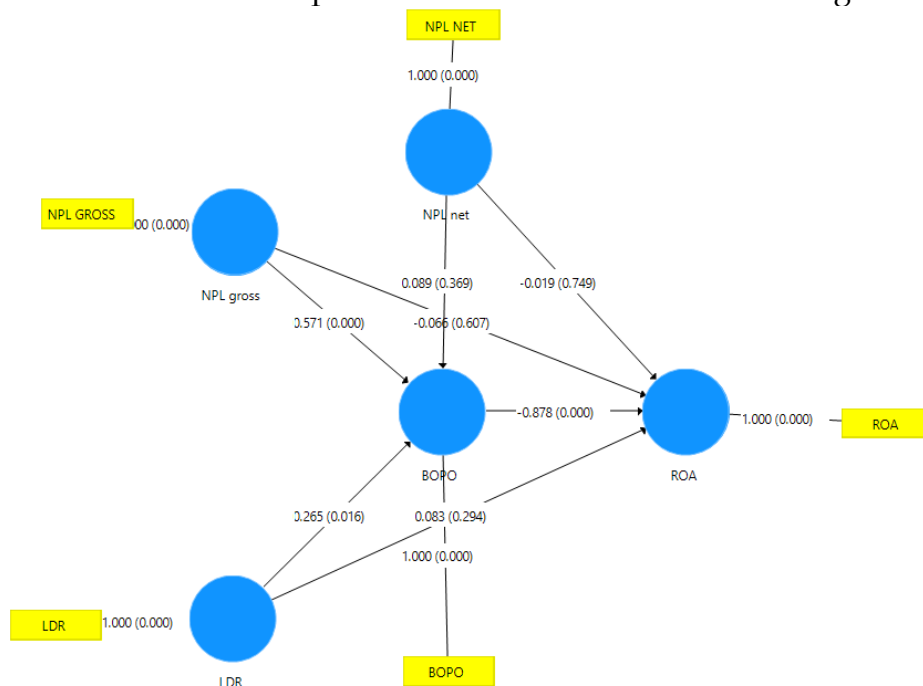 NPL NET
1.000 (0.000)
NPL net
NPL GROSS
00 (0.000)
NPL gross
0.089 (0.369)
-0.019 (0.749)
0.571 (0.000)
-0.066 (0.607)
BOPO
-0.878 (0.000)
ROA
1.000 (0.000)
ROA
0.265 (0.016)
0.083 (0.294)
1.000 (0.000)
LDR
1.000 (0.000)
LDR
BOPO